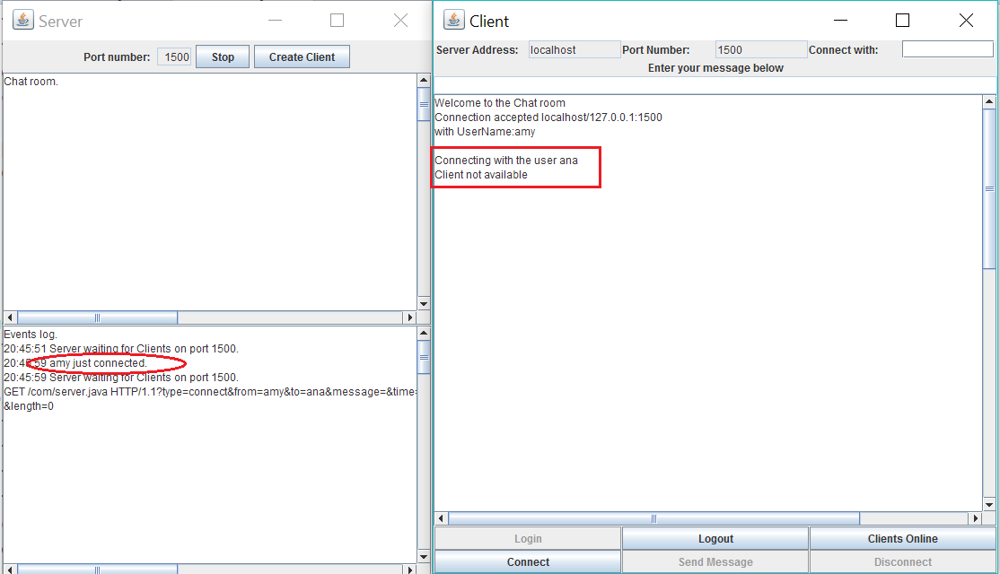 Server
Port number: 1500 Stop Create Client
Chat room.
Events log.
20:45:51 Server waiting for Clients on port 1500.
20:45:59 amy just connected.
20:45:59 Server waiting for Clients on port 1500.
GET /com/server.java HTTP/1.1?type=connect&from=amy&to=ana&message=&time=
&length=0
Client
Server Address: localhost Port Number: 1500 Connect with:
Enter your message below
Welcome to the Chat room
Connection accepted localhost/127.0.0.1:1500
with UserName:amy
Connecting with the user ana
Client not available
Login Logout Clients Online
Connect Send Message Disconnect